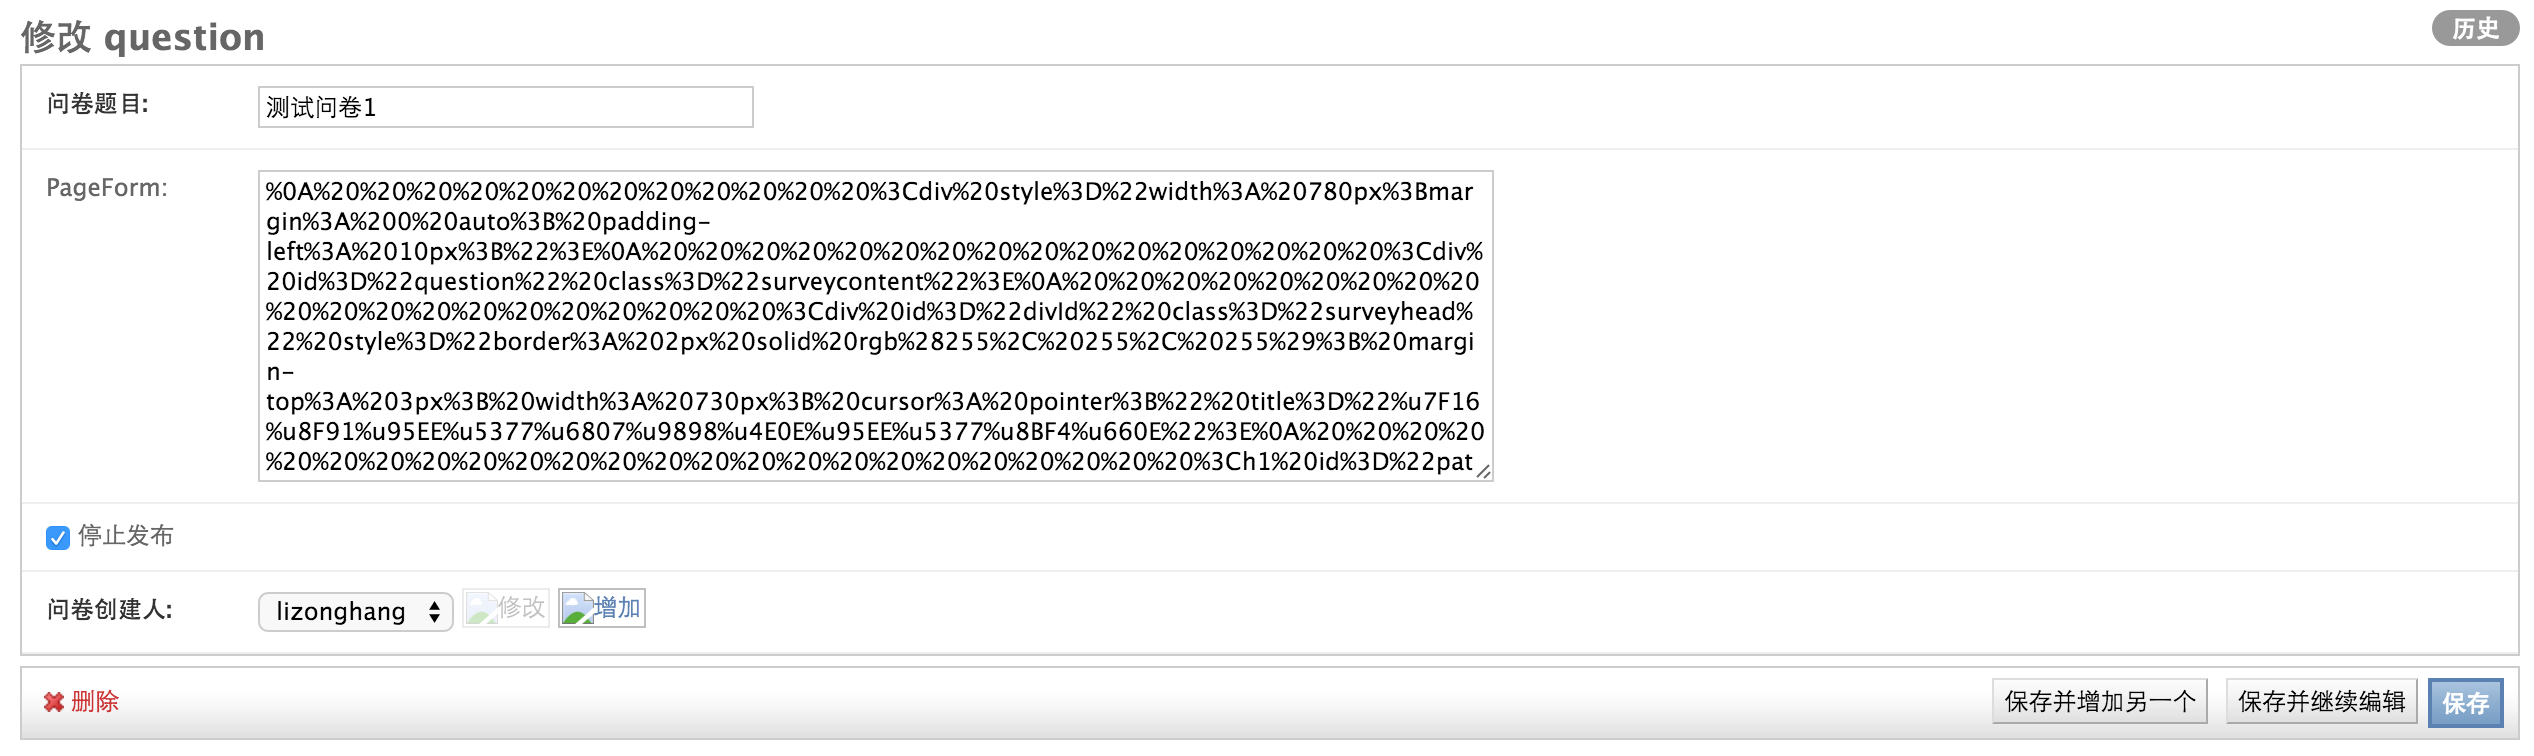 修改 question
历史
问卷题目:
测试问卷1
PageForm:
%0A%20%20%20%20%20%20%20%20%20%20%20%20%3Cdiv%20style%3D%22width%3A%20780px%3Bmar
gin%3A%200%20auto%3B%20padding-
left%3A%2010px%3B%22%3E%0A%20%20%20%20%20%20%20%20%20%20%20%20%20%20%20%20%3Cdiv%
20id%3D%22question%22%20class%3D%22surveycontent%22%3E%0A%20%20%20%20%20%20%20%20%20
%20%20%20%20%20%20%20%20%20%20%20%3Cdiv%20id%3D%22divId%22%20class%3D%22surveyhead%
22%20style%3D%22border%3A%202px%20solid%20rgb%28255%2C%20255%2C%20255%29%3B%20margi
n-
top%3A%203px%3B%20width%3A%20730px%3B%20cursor%3A%20pointer%3B%22%20title%3D%22%u7F16
%u8F91%u95EE%u5377%u6807%u9898%u4E0E%u95EE%u5377%u8BF4%u660E%22%3E%0A%20%20%20%20
%20%20%20%20%20%20%20%20%20%20%20%20%20%20%20%20%3Ch1%20id%3D%22pat
停止发布
问卷创建人:
lizonghang 修改 增加
删除
保存并增加另一个 保存并继续编辑 保存